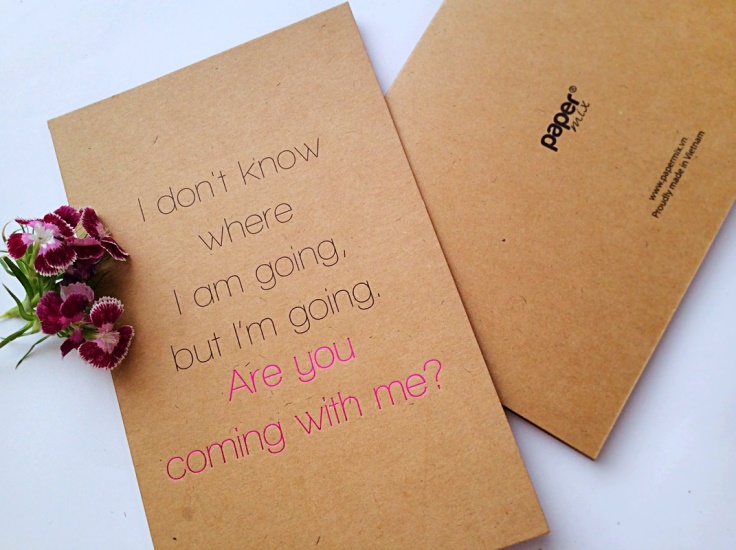 I don't know
where
I am going,
but I'm going.
Are you
coming with me?
paper®
mix
www.papermix.vn
Proudly made in Vietnam